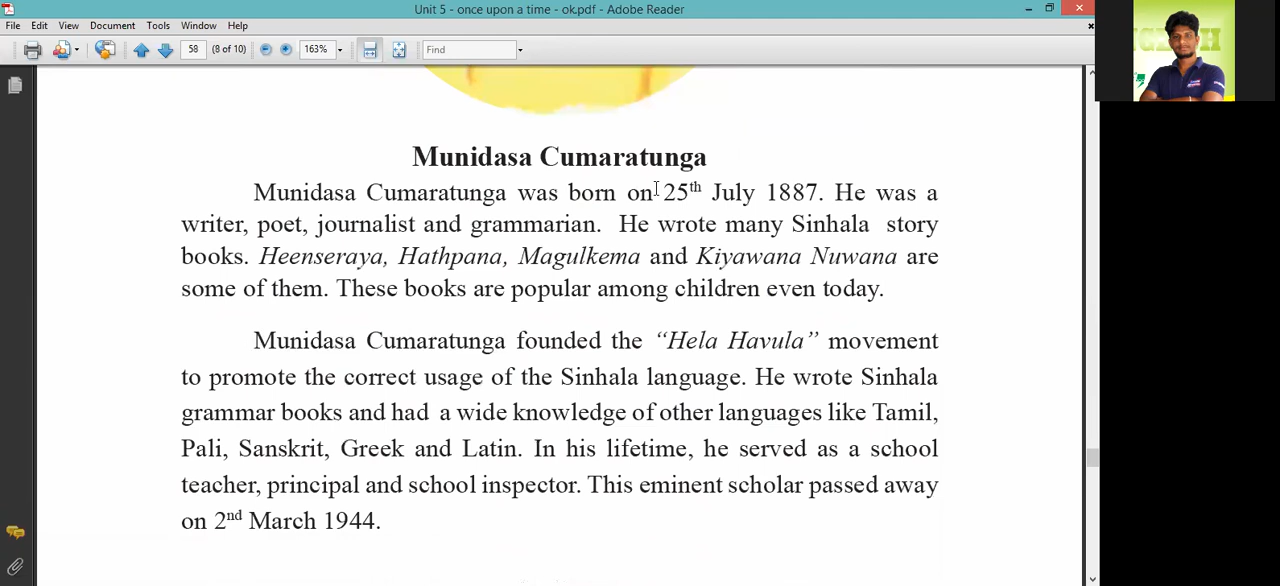 Unit 5 - once upon a time - ok.pdf - Adobe Reader
File Edit View Document Tools Window Help
58 (8 of 10) 163% Find
Munidasa Cumaratunga
Munidasa Cumaratunga was born on 25th July 1887. He was a
writer, poet, journalist and grammarian. He wrote many Sinhala story
books. Heenseraya, Hathpana, Magulkema and Kiyawana Nuwana are
some of them. These books are popular among children even today.
Munidasa Cumaratunga founded the “Hela Havula” movement
to promote the correct usage of the Sinhala language. He wrote Sinhala
grammar books and had a wide knowledge of other languages like Tamil,
Pali, Sanskrit, Greek and Latin. In his lifetime, he served as a school
teacher, principal and school inspector. This eminent scholar passed away
on 2nd March 1944.